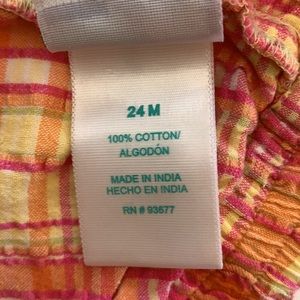 24 M
100% COTTON/
ALGODÓN
MADE IN INDIA
HECHO EN INDIA
RN # 93677